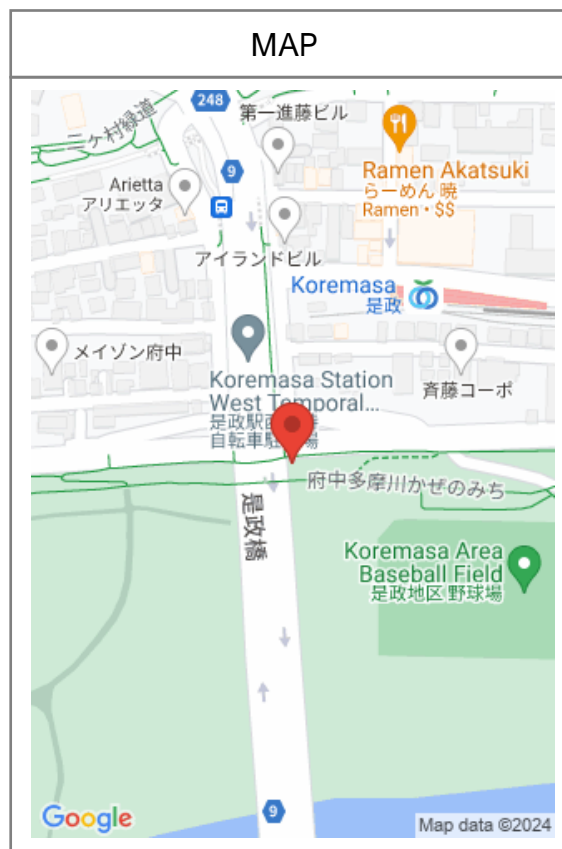 MAP
248
第一進藤ビル
二ヶ村緑道
9
Ramen Akatsuki
らーめん 暁
Ramen・$$
Arietta
アリエッタ
アイランドビル
Koremasa
是政
メイゾン府中
斉藤コーポ
Koremasa Station
West Temporal...
是政駅西
自転車駐 場
府中多摩川かぜのみち
是政橋
Koremasa Area
Baseball Field
是政地区 野球場
9
Google
Map data ©2024